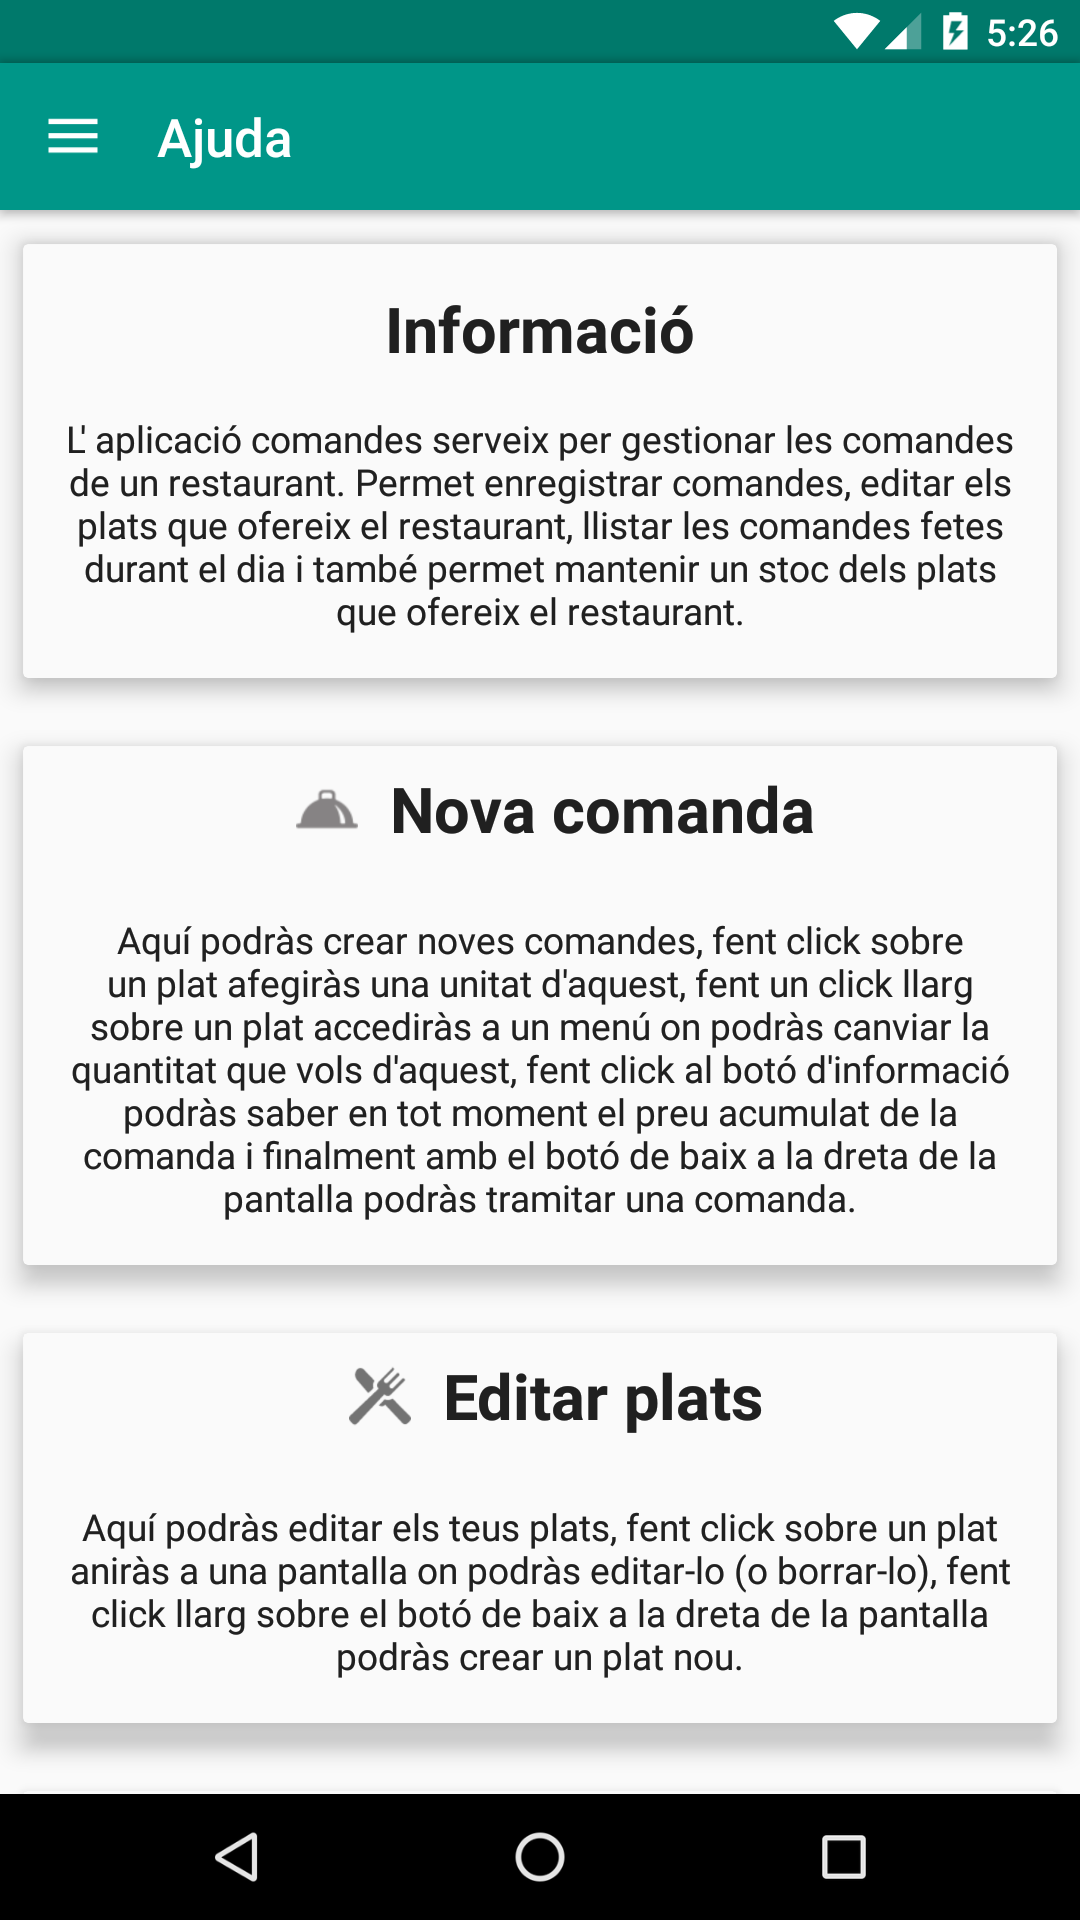 5:26
Ajuda
Informació
L' aplicació comandes serveix per gestionar les comandes
de un restaurant. Permet enregistrar comandes, editar els
plats que ofereix el restaurant, llistar les comandes fetes
durant el dia i també permet mantenir un stoc dels plats
que ofereix el restaurant.
Nova comanda
Aquí podràs crear noves comandes, fent click sobre
un plat afegiràs una unitat d'aquest, fent un click llarg
sobre un plat accediràs a un menú on podràs canviar la
quantitat que vols d'aquest, fent click al botó d'informació
podràs saber en tot moment el preu acumulat de la
comanda i finalment amb el botó de baix a la dreta de la
pantalla podràs tramitar una comanda.
Editar plats
Aquí podràs editar els teus plats, fent click sobre un plat
aniràs a una pantalla on podràs editar-lo (o borrar-lo), fent
click llarg sobre el botó de baix a la dreta de la pantalla
podràs crear un plat nou.